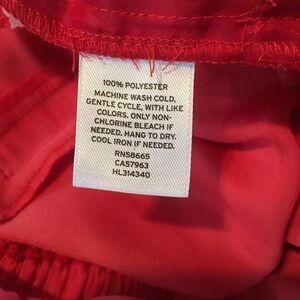 100% POLYESTER
MACHINE WASH COLD,
GENTLE CYCLE, WITH LIKE
COLORS. ONLY NON-
CHLORINE BLEACH IF
NEEDED. HANG TO DRY.
COOL IRON IF NEEDED.
RN58665
CA57963
HL314340